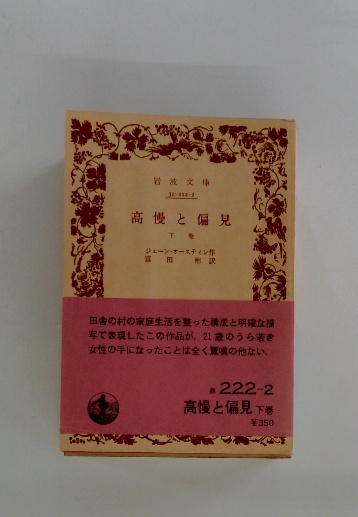 岩波文庫
32-222-2
高慢と偏見
下巻
ジェーン・オースティン作
富田彬訳
田舎の村の家庭生活を整った構成と明確な描
写で表現したこの作品が、21歳のうら若き
女性の手になったことは全く驚嘆の他ない。
赤 222-2
高慢と偏見 下巻
¥350